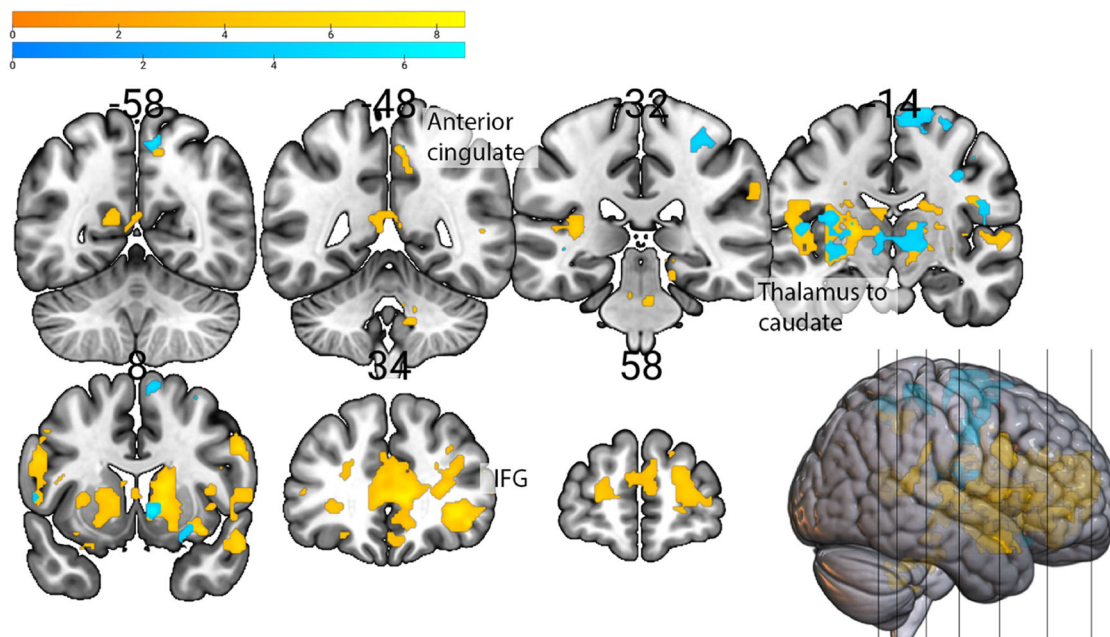 0 2 4 6 8
0 2 4 6
-58 -48 -32 -14
Anterior
cingulate
Thalamus to
caudate
8 34 58
IFG